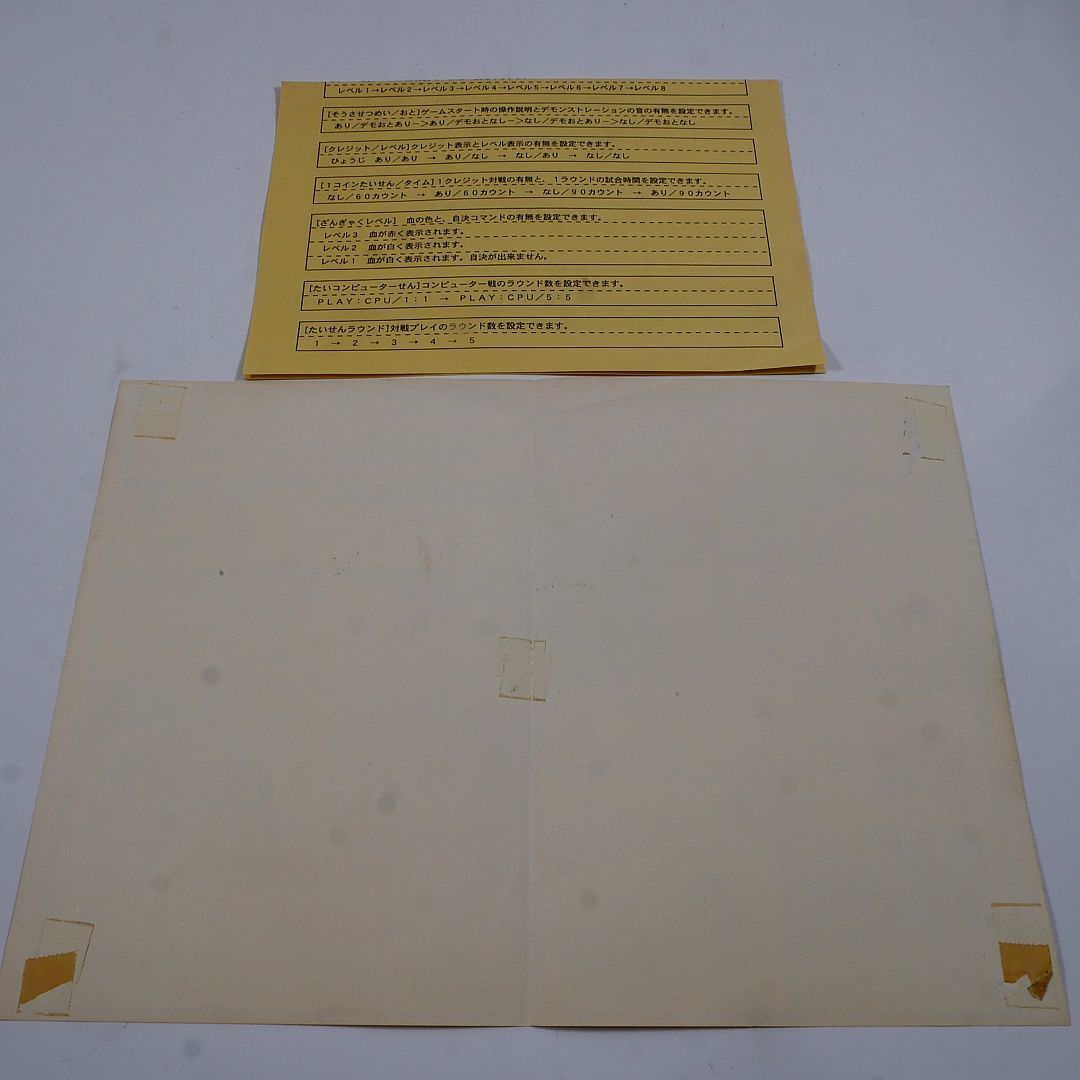 レベル１→レベル２→レベル３→レベル４→レベル５→レベル６→レベル７→レベル８
[そうさせつめい／おと]ゲームスタート時の操作説明とデモンストレーションの音の有無を設定できます。
あり／デモおとあり－＞あり／デモおとなし－＞なし／デモおとあり－＞なし／デモおとなし
[クレジット／レベル]クレジット表示とレベル表示の有無を設定できます。
ひょうじ　あり／あり　→　あり／なし　→　なし／あり　→　なし／なし
[１コインたいせん／タイム]１クレジット対戦の有無と、１ラウンドの試合時間を設定できます。
なし／６０カウント　→　あり／６０カウント　→　なし／９０カウント　→　あり／９０カウント
[ざんぎゃくレベル]　血の色と、自決コマンドの有無を設定できます。
レベル３　血が赤く表示されます。
レベル２　血が白く表示されます。
レベル１　血が白く表示されます。自決が出来ません。
[たいコンピューターせん]コンピューター戦のラウンド数を設定できます。
ＰＬＡＹ：ＣＰＵ／１：１　→　ＰＬＡＹ：ＣＰＵ／５：５
[たいせんラウンド]対戦プレイのラウンド数を設定できます。
１　→　２　→　３　→　４　→　５